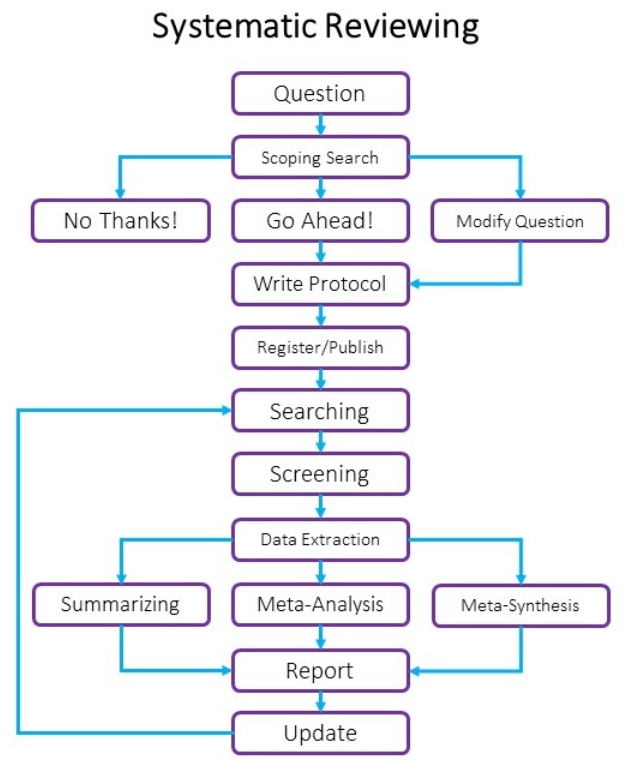 Systematic Reviewing
Question
Scoping Search
No Thanks!
Go Ahead!
Modify Question
Write Protocol
Register/Publish
Searching
Screening
Data Extraction
Summarizing
Meta-Analysis
Meta-Synthesis
Report
Update